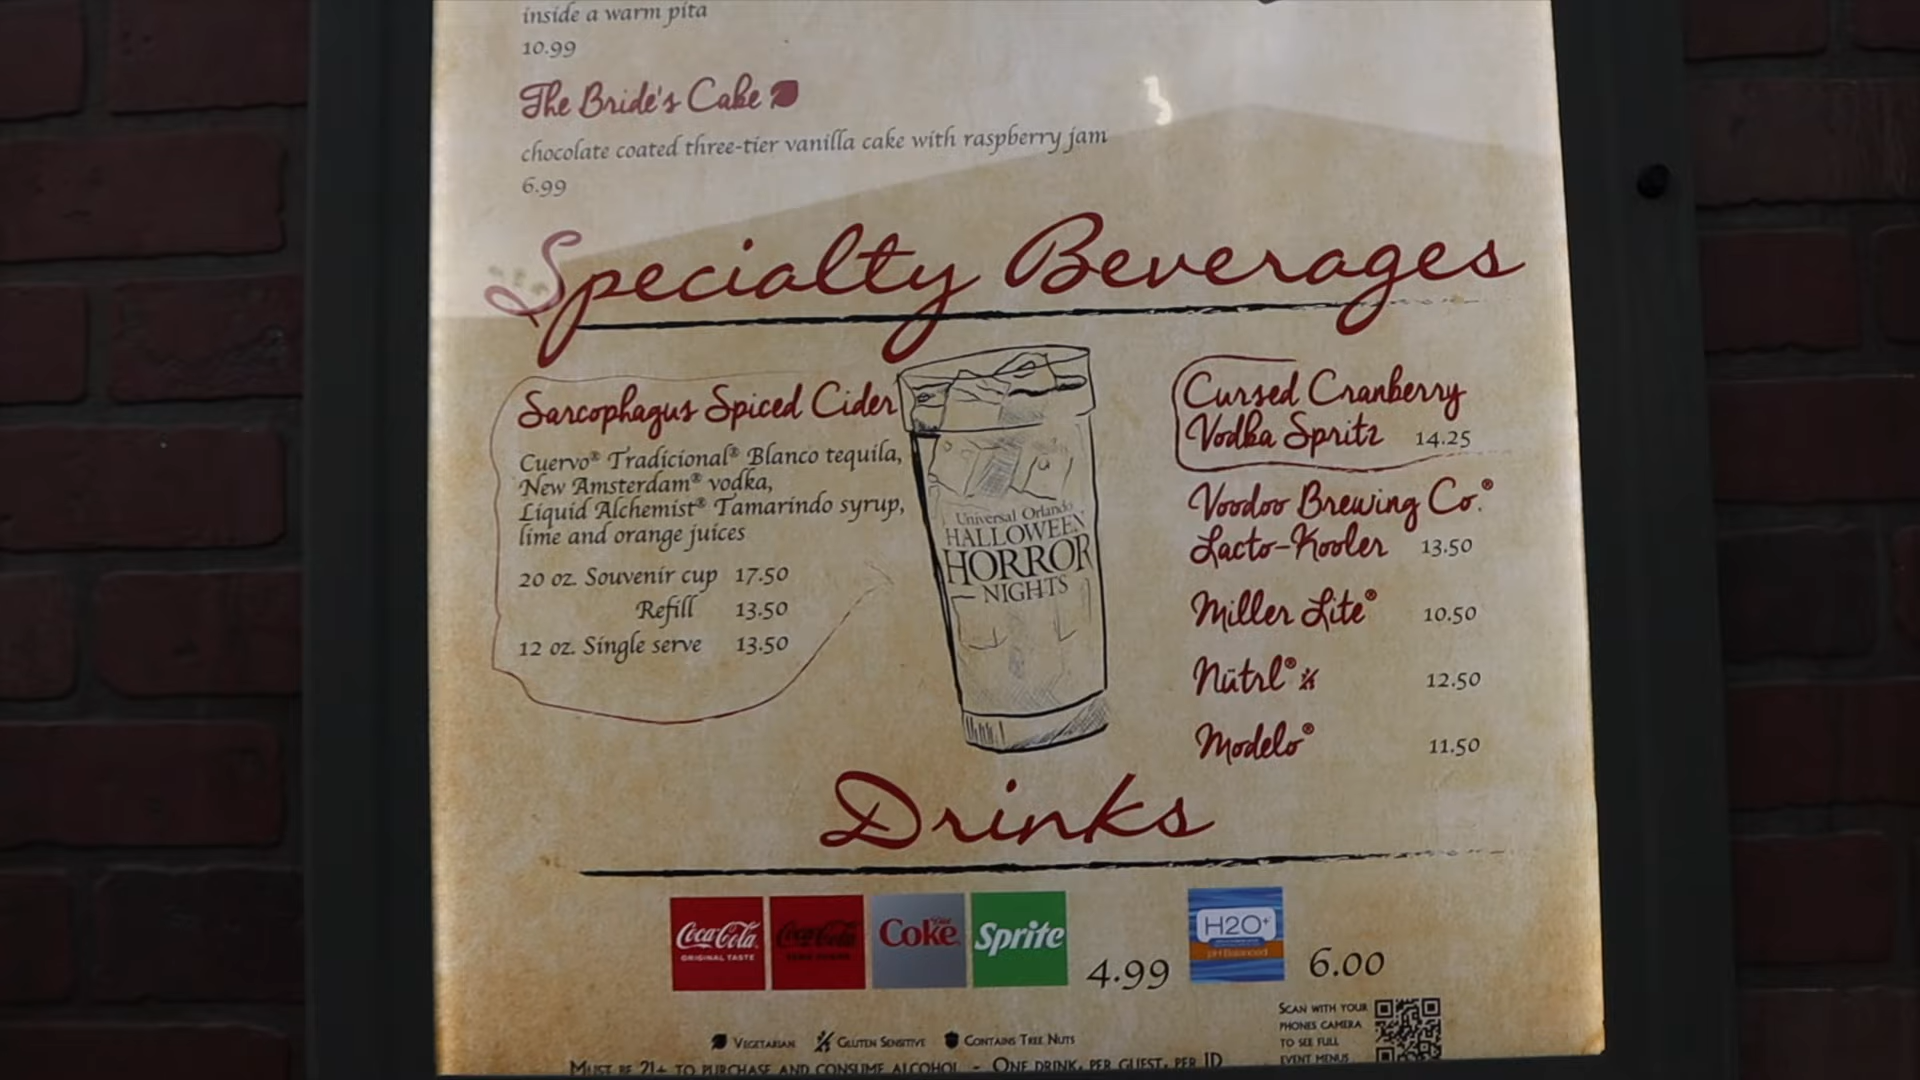 inside a warm pita
10.99
The Bride's Cake
chocolate coated three-tier vanilla cake with raspberry jam
6.99
Specialty Beverages
Sarcophagus Spiced Cider
Cuervo® Tradicional® Blanco tequila,
New Amsterdam® vodka,
Liquid Alchemist® Tamarindo syrup,
lime and orange juices
20 oz. Souvenir cup 17.50
Refill 13.50
12 oz. Single serve 13.50
Universal Orlando
HALLOWEEN
HORROR
NIGHTS
Cursed Cranberry
Vodka Spritz 14.25
Voodoo Brewing Co.®
Lacto-Kooler 13.50
Miller Lite® 10.50
Nütrl® 12.50
Modelo® 11.50
Drinks
Coca-Cola
ORIGINAL TASTE
Coca-Cola
ZERO SUGAR
Diet
Coke
Sprite
4.99
H2O+
pH Balanced
6.00
SCAN WITH YOUR
PHONES CAMERA
TO SEE FULL
EVENT MENUS
VEGETARIAN GLUTEN SENSITIVE CONTAINS TREE NUTS
MUST BE 21+ TO PURCHASE AND CONSUME ALCOHOL - ONE DRINK, PER GUEST, PER ID